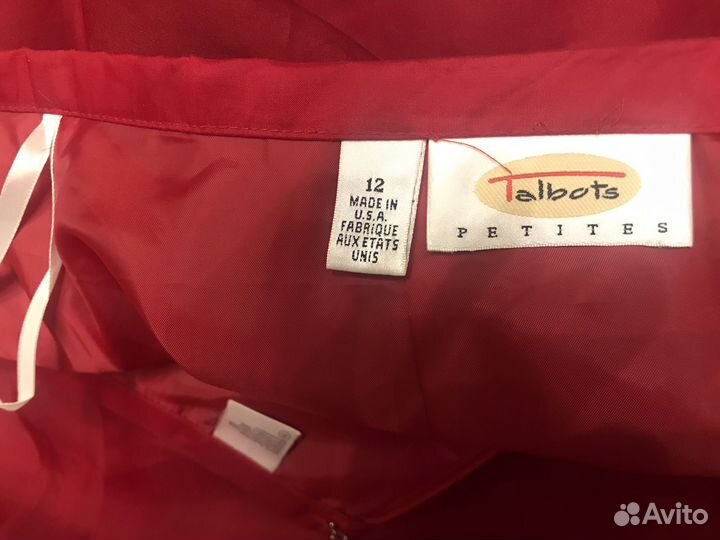 12
MADE IN
U.S.A.
FABRIQUE
AUX ETATS
UNIS
Talbots
PETITES
Avito